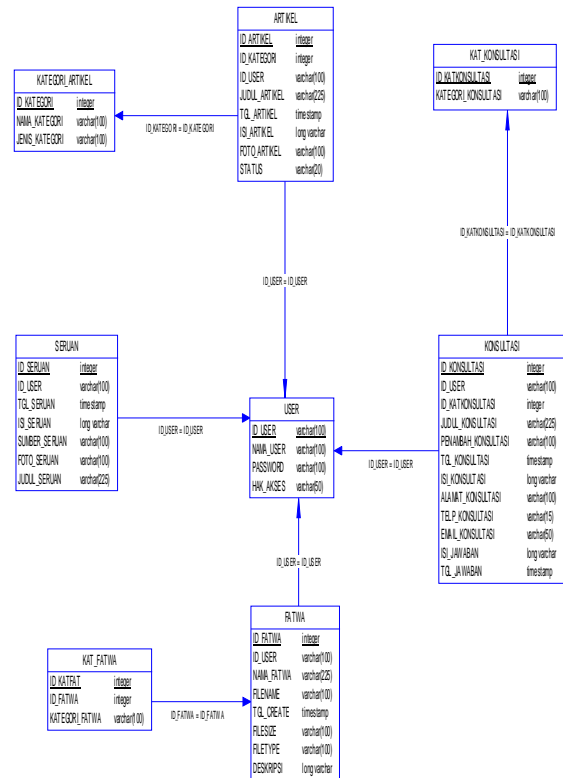 ARTIKEL
ID_ARTIKEL integer
ID_KATEGORI integer
ID_USER varchar(100)
JUDUL_ARTIKEL varchar(225)
TGL_ARTIKEL timestamp
ISI_ARTIKEL long varchar
FOTO_ARTIKEL varchar(100)
STATUS varchar(20)
KATEGORI_ARTIKEL
ID_KATEGORI integer
NAMA_KATEGORI varchar(100)
JENIS_KATEGORI varchar(100)
ID_KATEGORI = ID_KATEGORI
KAT_KONSULTASI
ID_KATKONSULTASI integer
KATEGORI_KONSULTASI varchar(100)
ID_KATKONSULTASI = ID_KATKONSULTASI
ID_USER = ID_USER
SERUAN
ID_SERUAN integer
ID_USER varchar(100)
TGL_SERUAN timestamp
ISI_SERUAN long varchar
SUMBER_SERUAN varchar(100)
FOTO_SERUAN varchar(100)
JUDUL_SERUAN varchar(225)
ID_USER = ID_USER
USER
ID_USER varchar(100)
NAMA_USER varchar(100)
PASSWORD varchar(100)
HAK_AKSES varchar(50)
ID_USER = ID_USER
KONSULTASI
ID_KONSULTASI integer
ID_USER varchar(100)
ID_KATKONSULTASI integer
JUDUL_KONSULTASI varchar(225)
PENAMBAH_KONSULTASI varchar(100)
TGL_KONSULTASI timestamp
ISI_KONSULTASI long varchar
ALAMAT_KONSULTASI varchar(100)
TELP_KONSULTASI varchar(15)
EMAIL_KONSULTASI varchar(50)
ISI_JAWABAN long varchar
TGL_JAWABAN timestamp
ID_USER = ID_USER
KAT_FATWA
ID_KATFAT integer
ID_FATWA integer
KATEGORI_FATWA varchar(100)
ID_FATWA = ID_FATWA
FATWA
ID_FATWA integer
ID_USER varchar(100)
NAMA_FATWA varchar(225)
FILENAME varchar(100)
TGL_CREATE timestamp
FILESIZE varchar(100)
FILETYPE varchar(100)
DESKRIPSI long varchar